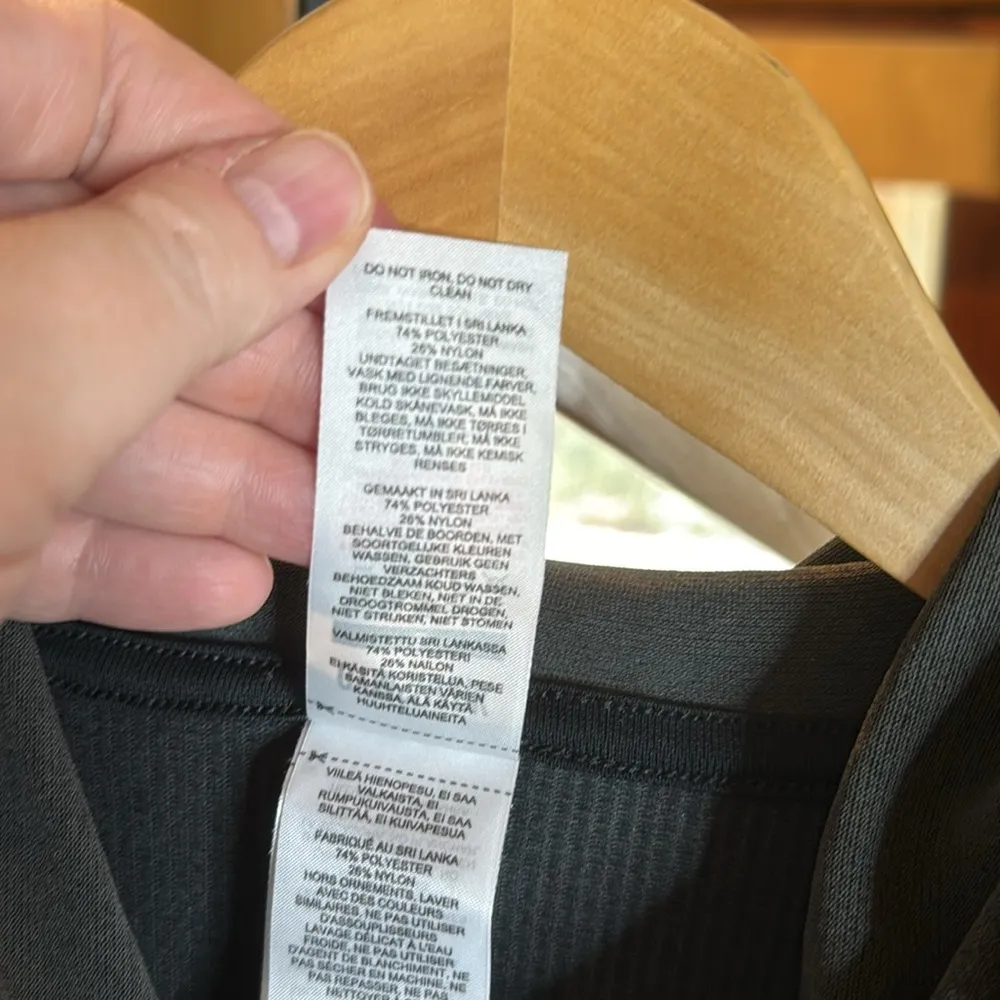 DO NOT IRON, DO NOT DRY
CLEAN
FREMSTILLET I SRI LANKA
74% POLYESTER
26% NYLON
UNDTAGET BESÆTNINGER,
VASK MED LIGNENDE FARVER,
BRUG IKKE SKYLLEMIDDEL
KOLD SKÅNEVASK, MÅ IKKE
BLEGES, MÅ IKKE TØRRES I
TØRRETUMBLER, MÅ IKKE
STRYGES, MÅ IKKE KEMISK
RENSES
GEMAAKT IN SRI LANKA
74% POLYESTER
26% NYLON
BEHALVE DE BOORDEN, MET
SOORTGELIJKE KLEUREN
WASSEN, GEBRUIK GEEN
VERZACHTERS
BEHOEDZAAM KOUD WASSEN,
NIET BLEKEN, NIET IN DE
DROOGTROMMEL DROGEN,
NIET STRIJKEN, NIET STOMEN
VALMISTETTU SRI LANKASSA
74% POLYESTERI
26% NAILON
EI KÄSITÄ KORISTELUA, PESE
SAMANLAISTEN VÄRIEN
KANSSA, ÄLÄ KÄYTÄ
HUUHTELUAINEITA
VIILEÄ HIENOPESU, EI SAA
VALKAISTA, EI
RUMPUKUIVAUSTA, EI SAA
SILITTÄÄ, EI KUIVAPESUA
FABRIQUÉ AU SRI LANKA
74% POLYESTER
26% NYLON
HORS ORNEMENTS, LAVER
AVEC DES COULEURS
SIMILAIRES, NE PAS UTILISER
D'ASSOUPLISSEURS
LAVAGE DÉLICAT À L'EAU
FROIDE, NE PAS UTILISER
D'AGENT DE BLANCHIMENT, NE
PAS SÉCHER EN MACHINE, NE
PAS REPASSER, NE PAS
NETTOYER